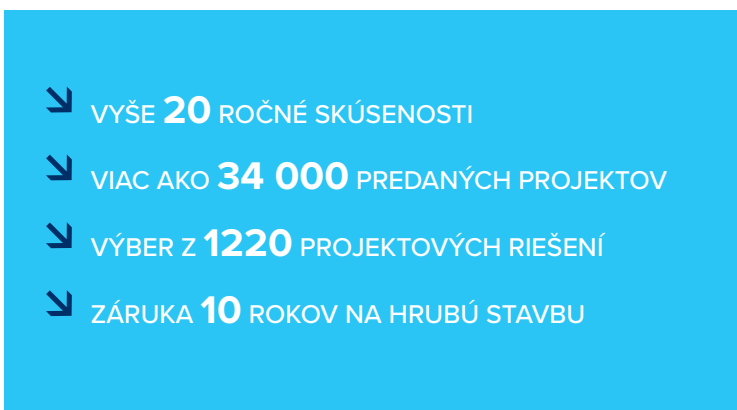 VYŠE 20 ROČNÉ SKÚSENOSTI
VIAC AKO 34 000 PREDANÝCH PROJEKTOV
VÝBER Z 1220 PROJEKTOVÝCH RIEŠENÍ
ZÁRUKA 10 ROKOV NA HRUBÚ STAVBU